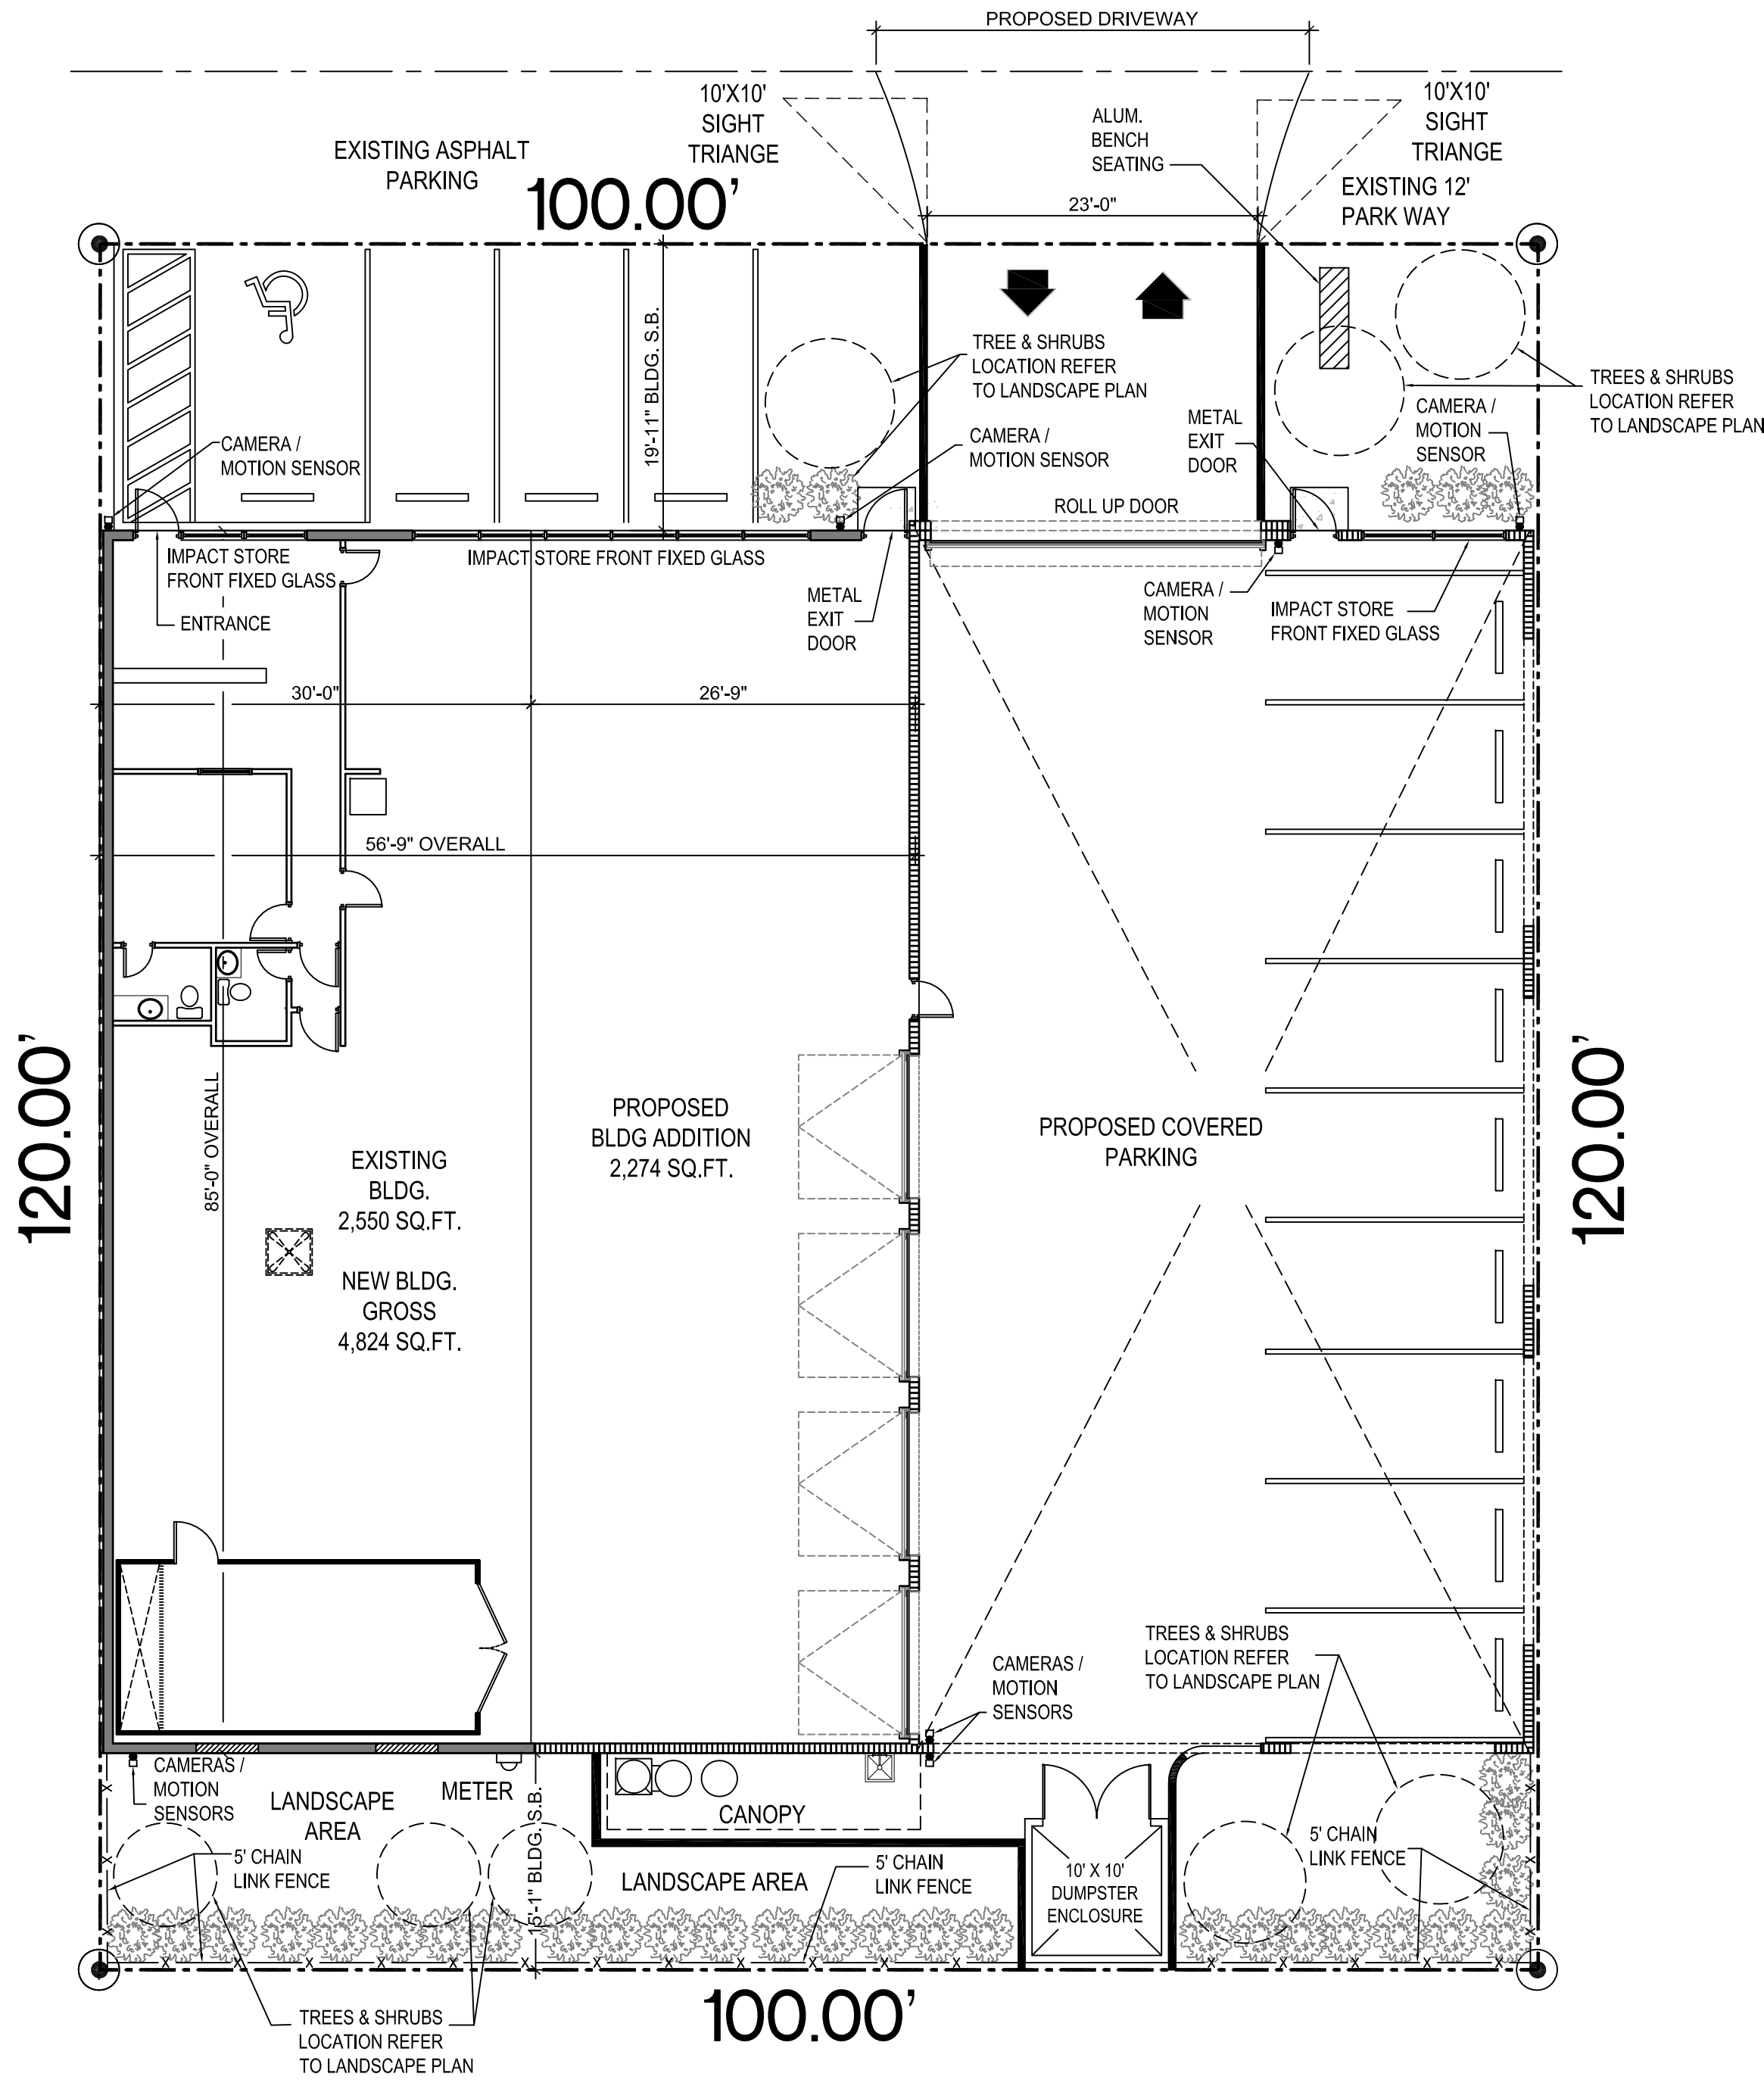 PROPOSED DRIVEWAY
10'X10'
SIGHT
TRIANGE
ALUM.
BENCH
SEATING
10'X10'
SIGHT
TRIANGE
EXISTING ASPHALT
PARKING
100.00'
EXISTING 12'
PARK WAY
23'-0"
19'-11" BLDG. S.B.
TREE & SHRUBS
LOCATION REFER
TO LANDSCAPE PLAN
TREES & SHRUBS
LOCATION REFER
TO LANDSCAPE PLAN
CAMERA /
MOTION SENSOR
CAMERA /
MOTION SENSOR
METAL
EXIT
DOOR
CAMERA /
MOTION
SENSOR
ROLL UP DOOR
IMPACT STORE
FRONT FIXED GLASS
IMPACT STORE FRONT FIXED GLASS
ENTRANCE
METAL
EXIT
DOOR
CAMERA /
MOTION
SENSOR
IMPACT STORE
FRONT FIXED GLASS
30'-0"
26'-9"
56'-9" OVERALL
120.00'
85'-0" OVERALL
EXISTING
BLDG.
2,550 SQ.FT.
NEW BLDG.
GROSS
4,824 SQ.FT.
PROPOSED
BLDG ADDITION
2,274 SQ.FT.
PROPOSED COVERED
PARKING
120.00'
TREES & SHRUBS
LOCATION REFER
TO LANDSCAPE PLAN
CAMERAS /
MOTION
SENSORS
CAMERAS /
MOTION
SENSORS
LANDSCAPE
AREA
METER
15'-1" BLDG. S.B.
CANOPY
5' CHAIN
LINK FENCE
LANDSCAPE AREA
5' CHAIN
LINK FENCE
10' X 10'
DUMPSTER
ENCLOSURE
5' CHAIN
LINK FENCE
100.00'
TREES & SHRUBS
LOCATION REFER
TO LANDSCAPE PLAN